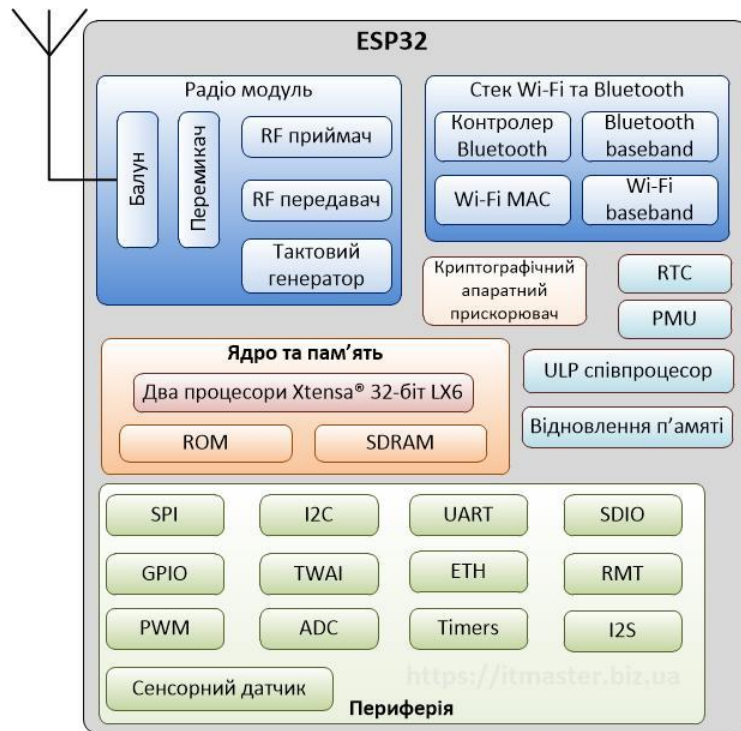 ESP32
Радіо модуль
Балун
Перемикач
RF приймач
RF передавач
Тактовий
генератор
Стек Wi-Fi та Bluetooth
Контролер
Bluetooth
Bluetooth
baseband
Wi-Fi MAC
Wi-Fi
baseband
Криптографічний
апаратний
прискорювач
RTC
PMU
ULP співпроцесор
Відновлення п'амяті
Ядро та пам’ять
Два процесори Xtensa® 32-біт LX6
ROM
SDRAM
SPI
I2C
UART
SDIO
GPIO
TWAI
ETH
RMT
PWM
ADC
Timers
I2S
Сенсорний датчик
https://itmaster.biz.ua
Периферія